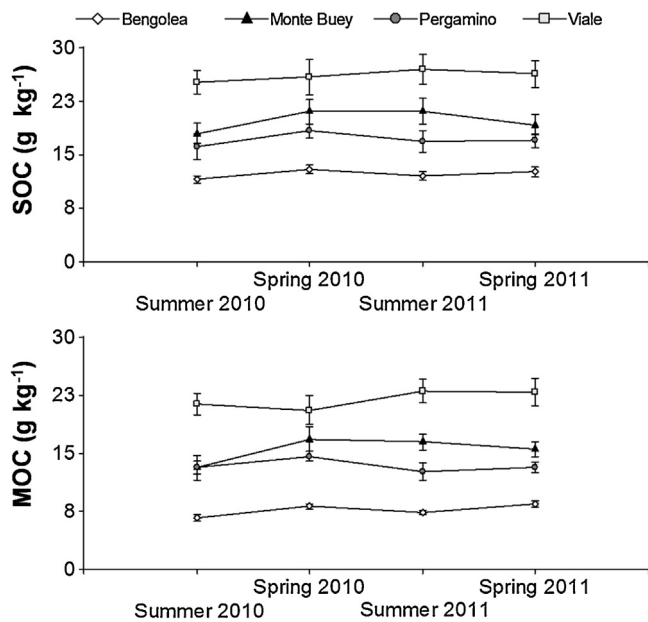 Bengolea Monte Buey Pergamino Viale
30
23
15
8
0
SOC (g kg⁻¹)
Spring 2010 Spring 2011
Summer 2010 Summer 2011
30
23
15
8
0
MOC (g kg⁻¹)
Spring 2010 Spring 2011
Summer 2010 Summer 2011